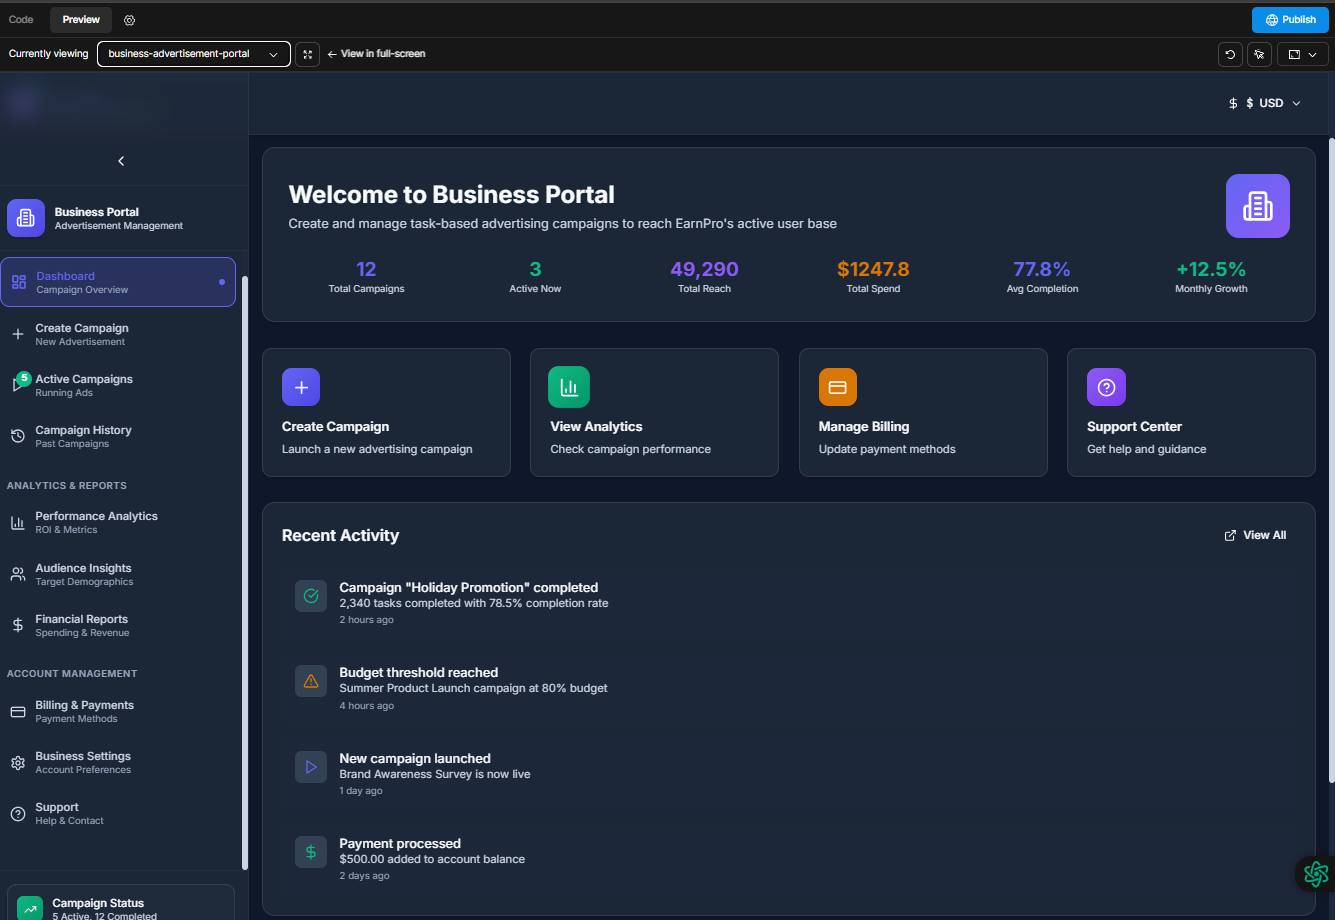 Code
Preview
Publish
Currently viewing
business-advertisement-portal
← View in full-screen
$ $ USD
Business Portal
Advertisement Management
Dashboard
Campaign Overview
Create Campaign
New Advertisement
5
Active Campaigns
Running Ads
Campaign History
Past Campaigns
ANALYTICS & REPORTS
Performance Analytics
ROI & Metrics
Audience Insights
Target Demographics
$
Financial Reports
Spending & Revenue
ACCOUNT MANAGEMENT
Billing & Payments
Payment Methods
Business Settings
Account Preferences
Support
Help & Contact
Campaign Status
5 Active, 12 Completed
Welcome to Business Portal
Create and manage task-based advertising campaigns to reach EarnPro's active user base
12
Total Campaigns
3
Active Now
49,290
Total Reach
$1247.8
Total Spend
77.8%
Avg Completion
+12.5%
Monthly Growth
Create Campaign
Launch a new advertising campaign
View Analytics
Check campaign performance
Manage Billing
Update payment methods
Support Center
Get help and guidance
Recent Activity
View All
Campaign "Holiday Promotion" completed
2,340 tasks completed with 78.5% completion rate
2 hours ago
Budget threshold reached
Summer Product Launch campaign at 80% budget
4 hours ago
New campaign launched
Brand Awareness Survey is now live
1 day ago
$
Payment processed
$500.00 added to account balance
2 days ago